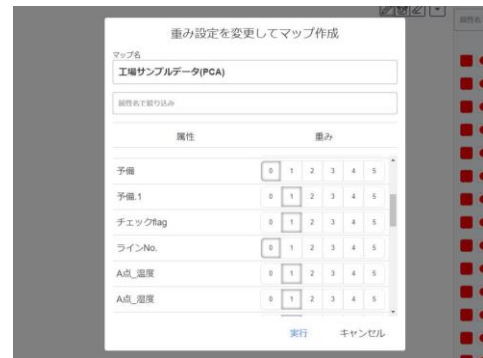 重み設定を変更してマップ作成
マップ名
工場サンプルデータ(PCA)
属性名で絞り込み
属性 重み
予備 0 1 2 3 4 5
予備.1 0 1 2 3 4 5
チェックflag 0 1 2 3 4 5
ラインNo. 0 1 2 3 4 5
A点_温度 0 1 2 3 4 5
A点_湿度 0 1 2 3 4 5
実行 キャンセル
属性名